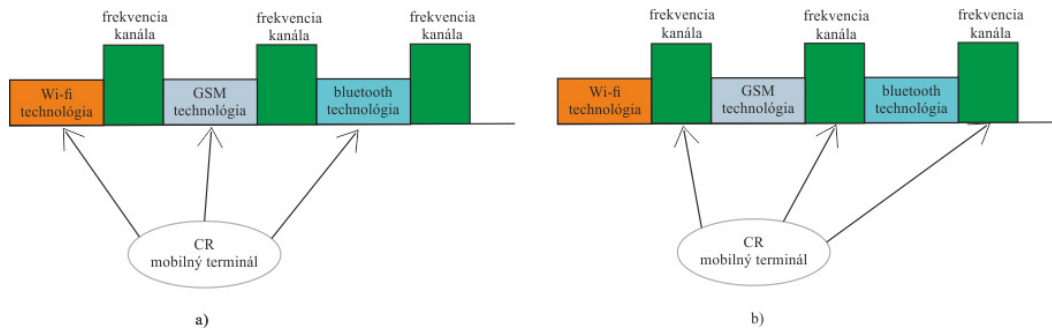 frekvencia
kanála
frekvencia
kanála
frekvencia
kanála
Wi-fi
technológia
GSM
technológia
bluetooth
technológia
CR
mobilný terminál
a)
frekvencia
kanála
frekvencia
kanála
frekvencia
kanála
Wi-fi
technológia
GSM
technológia
bluetooth
technológia
CR
mobilný terminál
b)